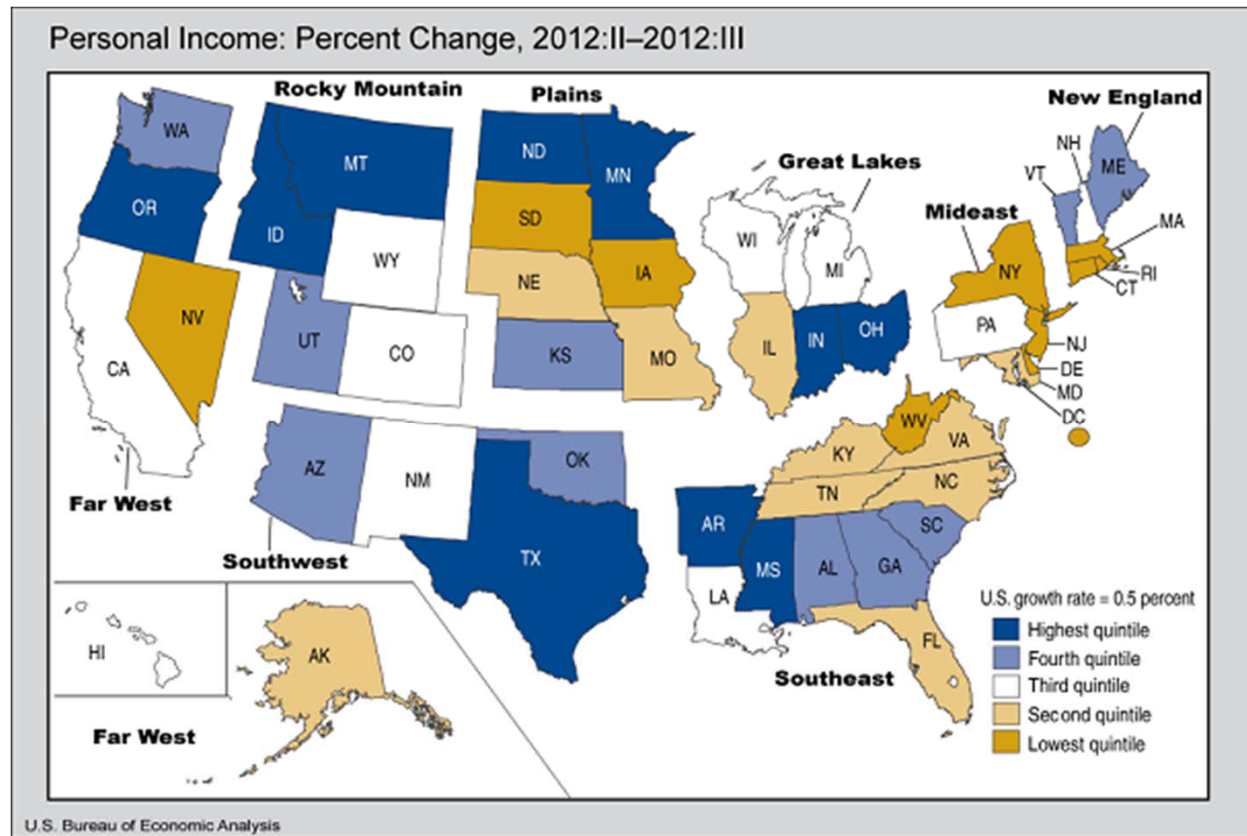 Personal Income: Percent Change, 2012:II–2012:III
Rocky Mountain
Plains
New England
Great Lakes
Mideast
WA
OR
MT
ID
WY
NV
CA
UT
CO
AZ
NM
ND
MN
SD
IA
NE
KS
MO
OK
TX
WI
MI
IL
IN
OH
NH
VT
ME
MA
RI
CT
NY
PA
NJ
DE
MD
DC
WV
KY
VA
TN
NC
AR
SC
MS
AL
GA
LA
FL
Far West
Southwest
Southeast
HI
AK
Far West
U.S. growth rate = 0.5 percent
Highest quintile
Fourth quintile
Third quintile
Second quintile
Lowest quintile
U.S. Bureau of Economic Analysis